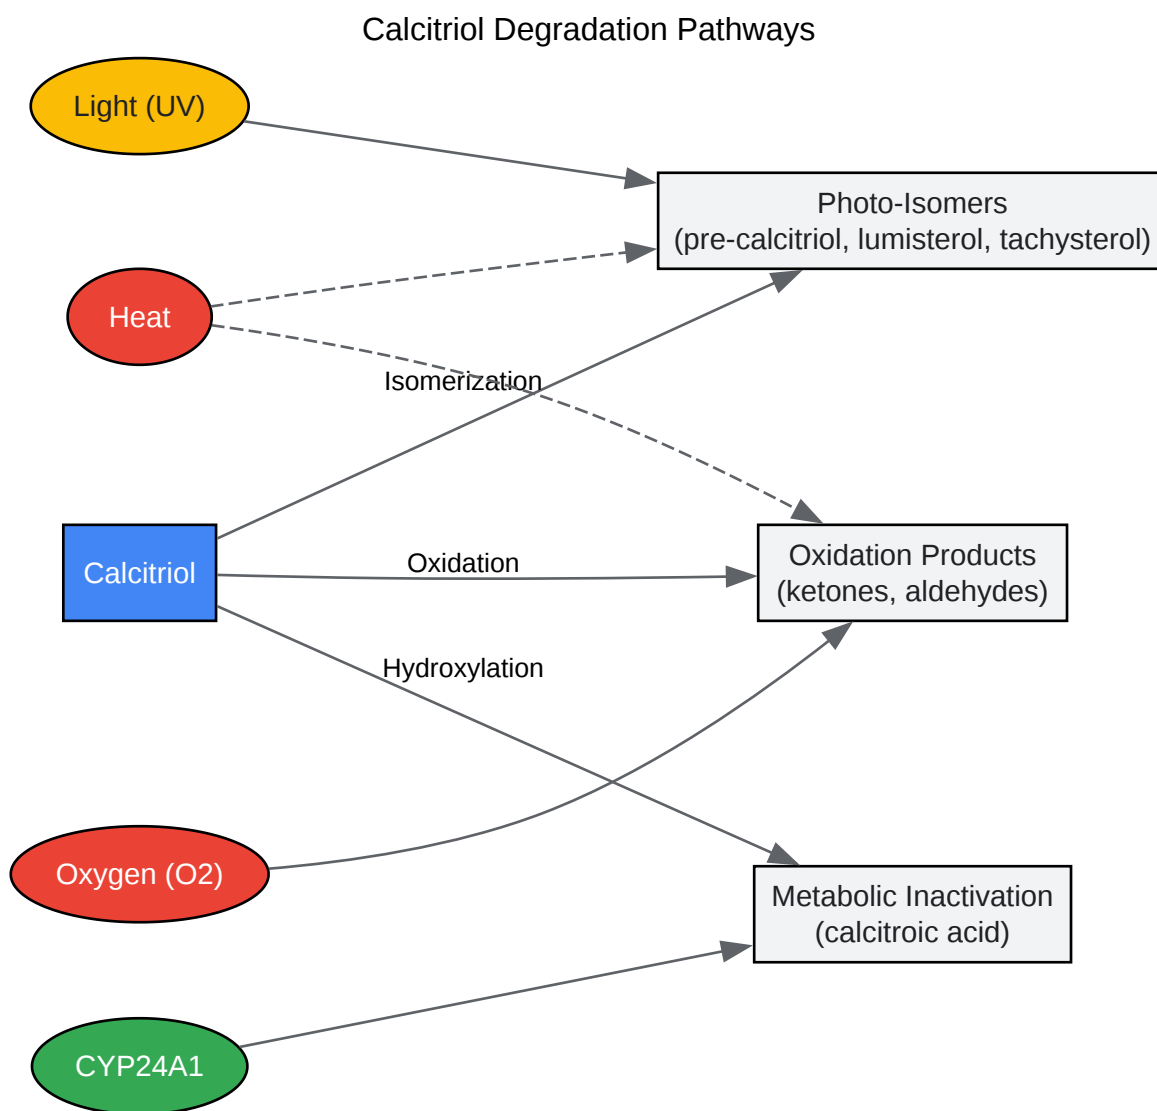 Calcitriol Degradation Pathways
Light (UV)
Photo-Isomers
(pre-calcitriol, lumisterol, tachysterol)
Heat
Isomerization
Calcitriol
Oxidation
Oxidation Products
(ketones, aldehydes)
Hydroxylation
Oxygen (O2)
Metabolic Inactivation
(calcitroic acid)
CYP24A1